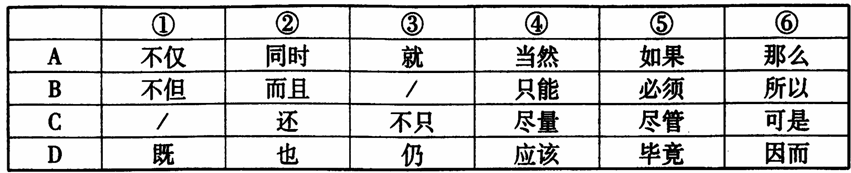 ① ② ③ ④ ⑤ ⑥
A 不仅 同时 就 当然 如果 那么
B 不但 而且 / 只能 必须 所以
C / 还 不只 尽量 尽管 可是
D 既 也 仍 应该 毕竟 因而